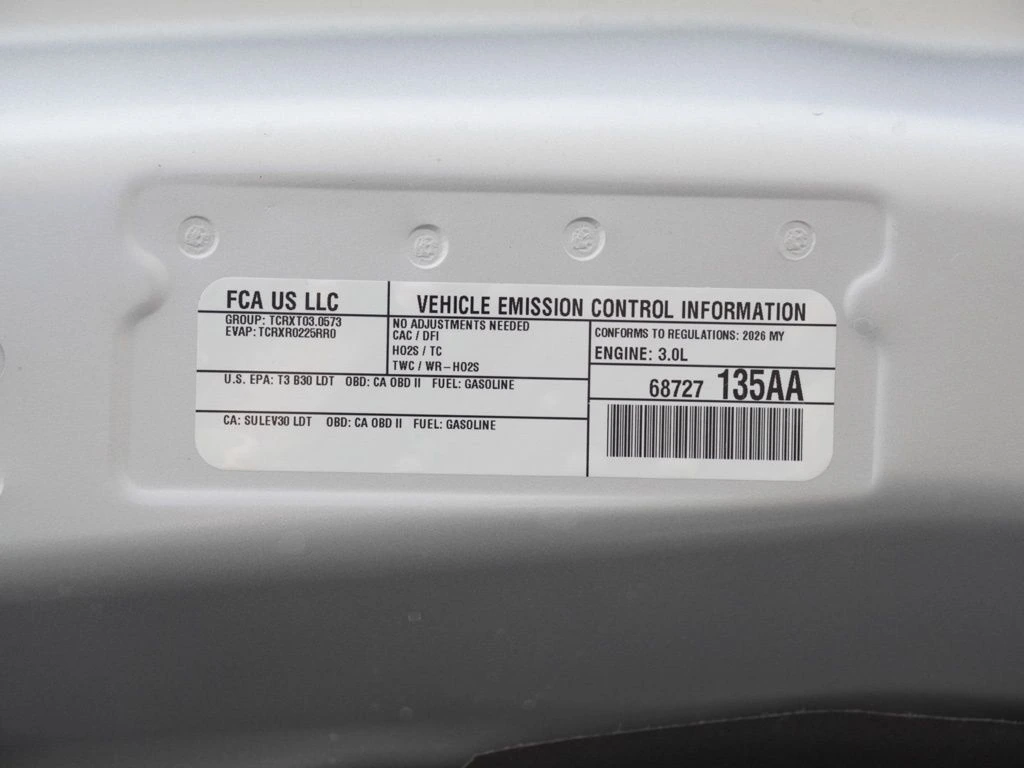 FCA US LLC
VEHICLE EMISSION CONTROL INFORMATION
GROUP: TCRXT03.0573
EVAP: TCRXR0225RR0
NO ADJUSTMENTS NEEDED
CAC / DFI
HO2S / TC
TWC / WR-HO2S
CONFORMS TO REGULATIONS: 2026 MY
ENGINE: 3.0L
U.S. EPA: T3 B30 LDT OBD: CA OBD II FUEL: GASOLINE
68727 135AA
CA: SULEV30 LDT OBD: CA OBD II FUEL: GASOLINE